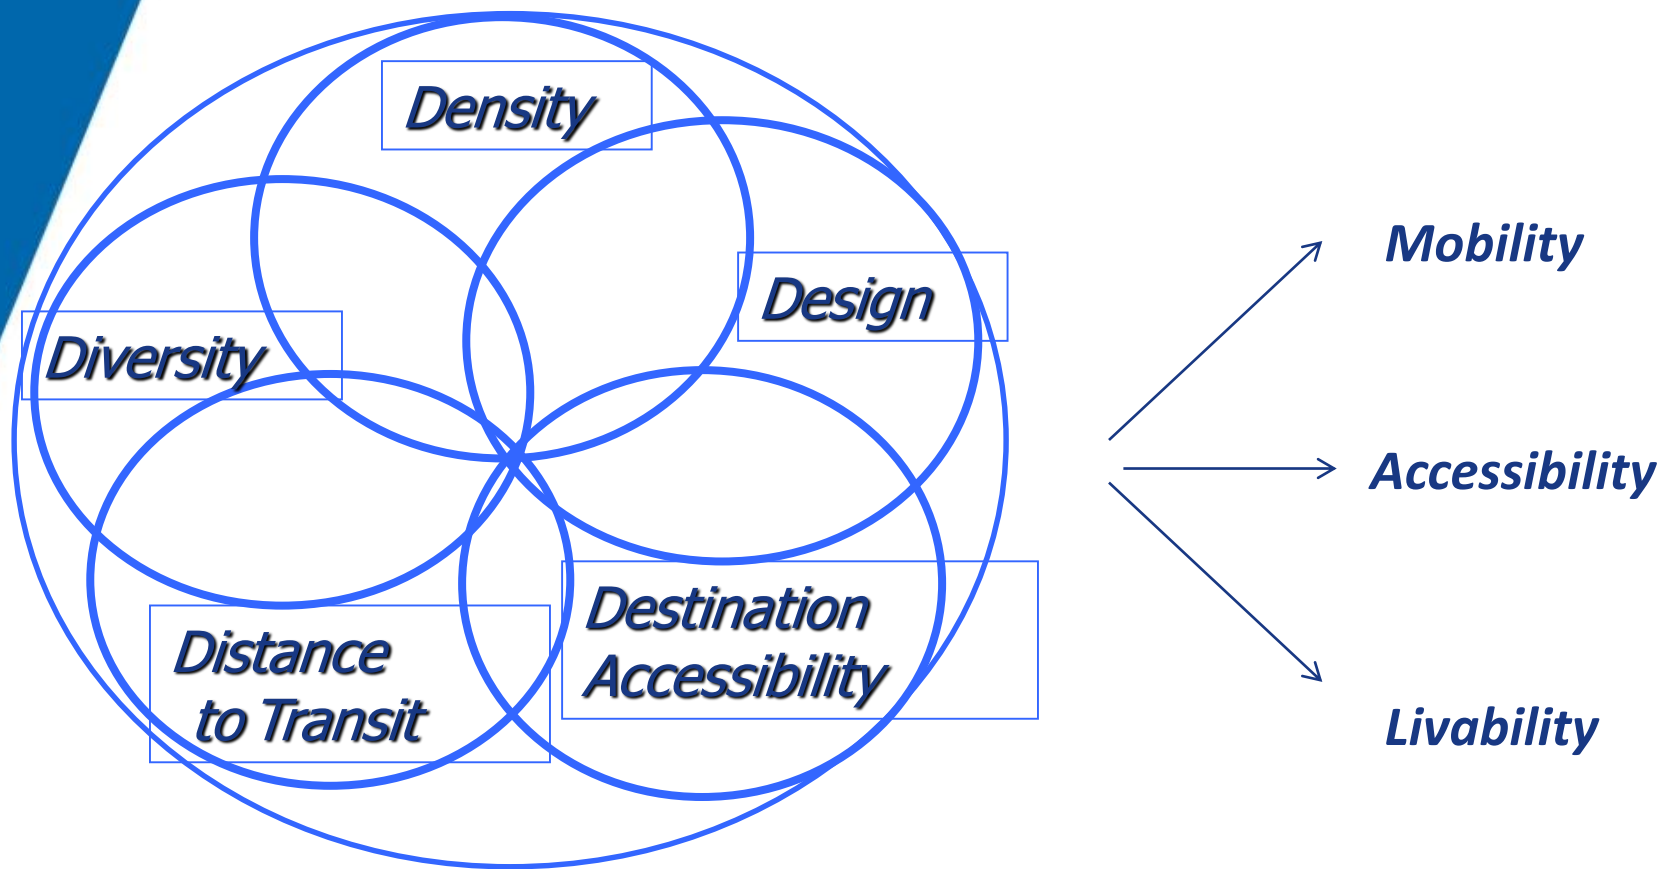 Density
Design
Diversity
Destination
Accessibility
Distance
to Transit
Mobility
Accessibility
Livability